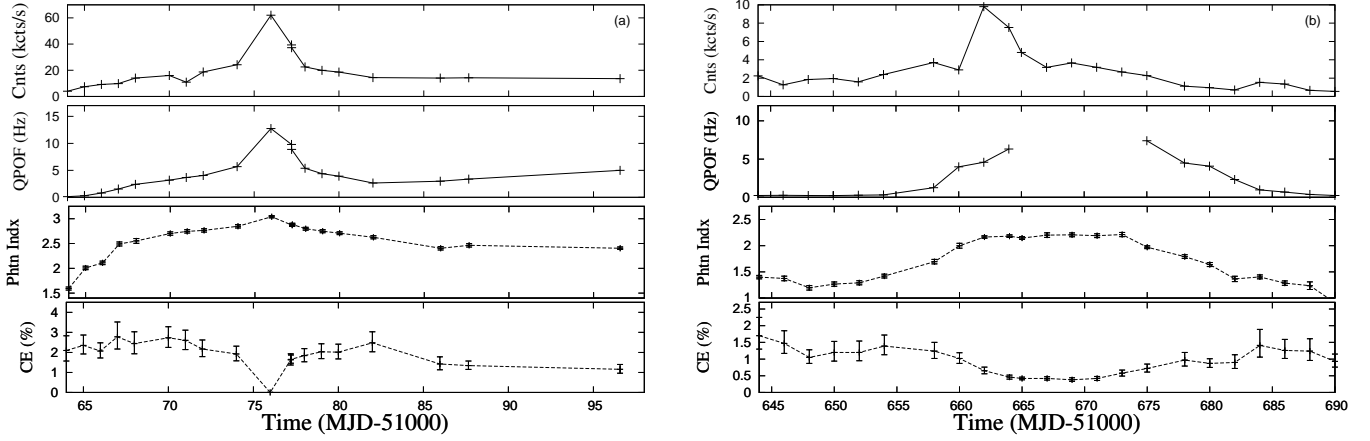 (a)
Cnts (kcts/s)
60
40
20
0
QPOF (Hz)
15
10
5
0
Phtn Indx
3
2.5
2
1.5
CE (%)
4
3
2
1
0
65 70 75 80 85 90 95
Time (MJD-51000)
(b)
Cnts (kcts/s)
10
8
6
4
2
0
QPOF (Hz)
10
5
0
Phtn Indx
2.5
2
1.5
1
CE (%)
2.5
2
1.5
1
0.5
0
645 650 655 660 665 670 675 680 685 690
Time (MJD-51000)